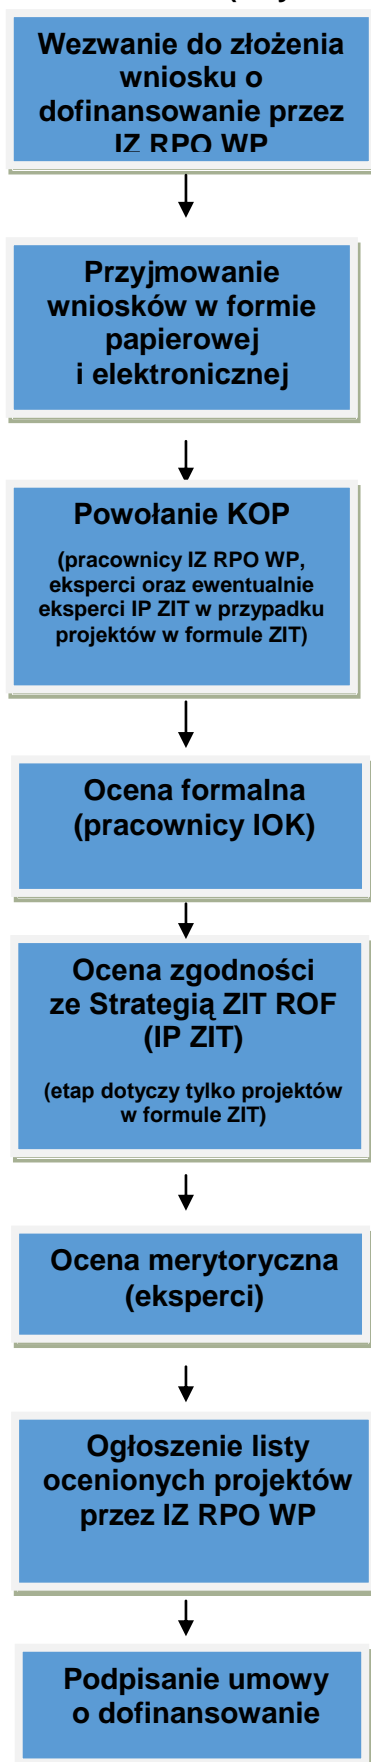 Wezwanie do złożenia
wniosku o
dofinansowanie przez
IZ RPO WP
Przyjmowanie
wniosków w formie
papierowej
i elektronicznej
Powołanie KOP
(pracownicy IZ RPO WP,
eksperci oraz ewentualnie
eksperci IP ZIT w przypadku
projektów w formule ZIT)
Ocena formalna
(pracownicy IOK)
Ocena zgodności
ze Strategią ZIT ROF
(IP ZIT)
(etap dotyczy tylko projektów
w formule ZIT)
Ocena merytoryczna
(eksperci)
Ogłoszenie listy
ocenionych projektów
przez IZ RPO WP
Podpisanie umowy
o dofinansowanie